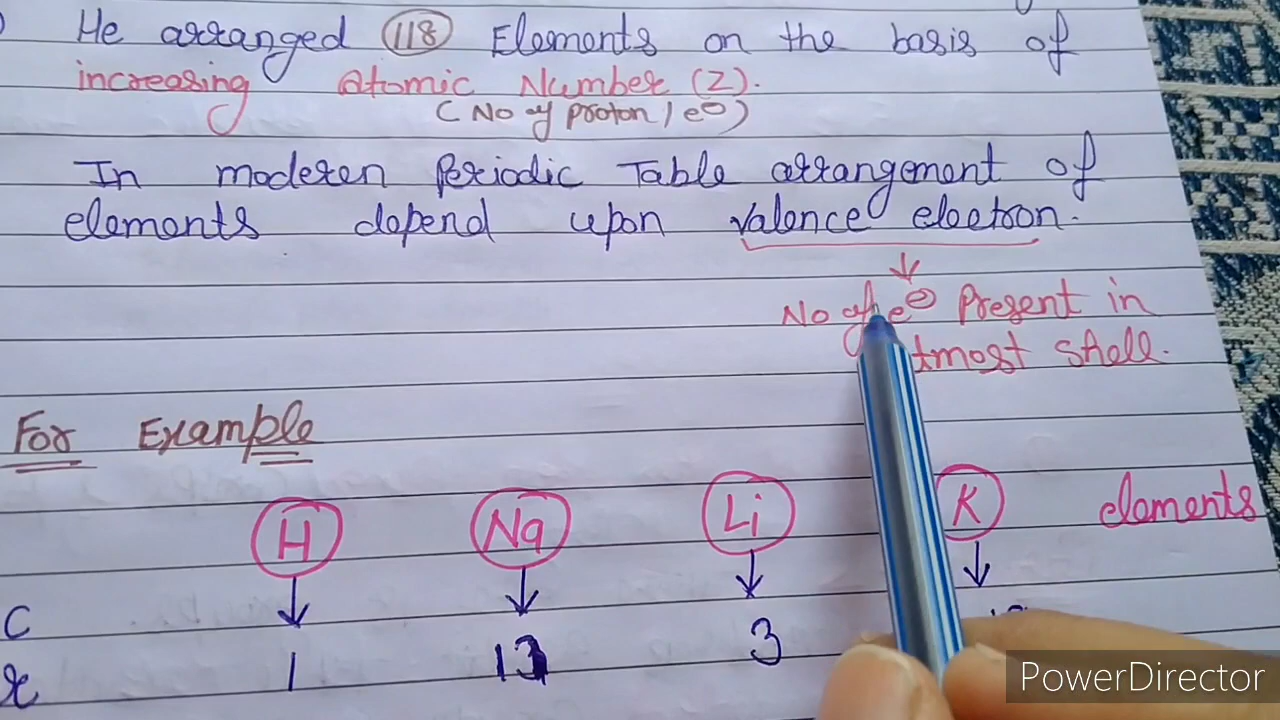 He arranged 118 Elements on the basis of
increasing Atomic Number (Z).
(No of proton / e⊖)
In moderen Periodic Table arrangement of
elements depend upon valence electron.
No of e⊖ Present in
tmost shell.
For Example
H Na Li K elements
C 1 3
PowerDirector